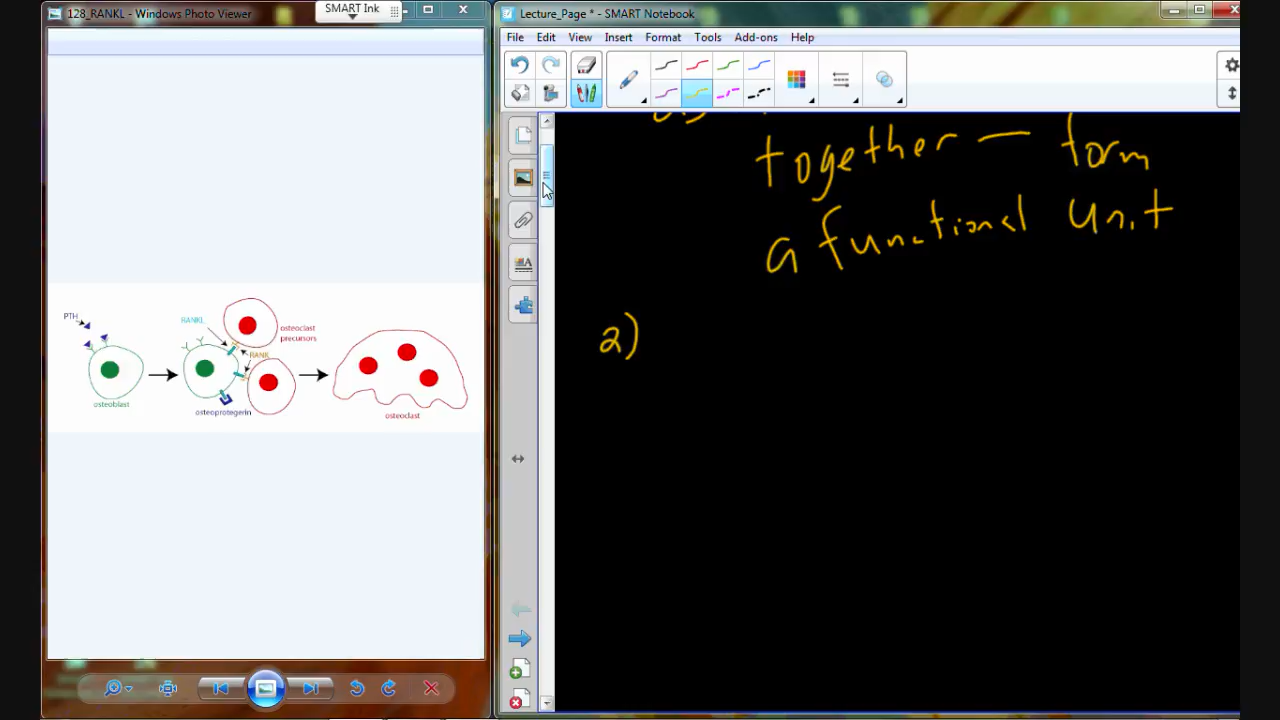 128_RANKL - Windows Photo Viewer
SMART Ink
PTH
osteoblast
RANKL
RANK
osteoclast
precursors
osteoprotegerin
osteoclast
Lecture_Page * - SMART Notebook
File Edit View Insert Format Tools Add-ons Help
together — form
a functional unit
2)